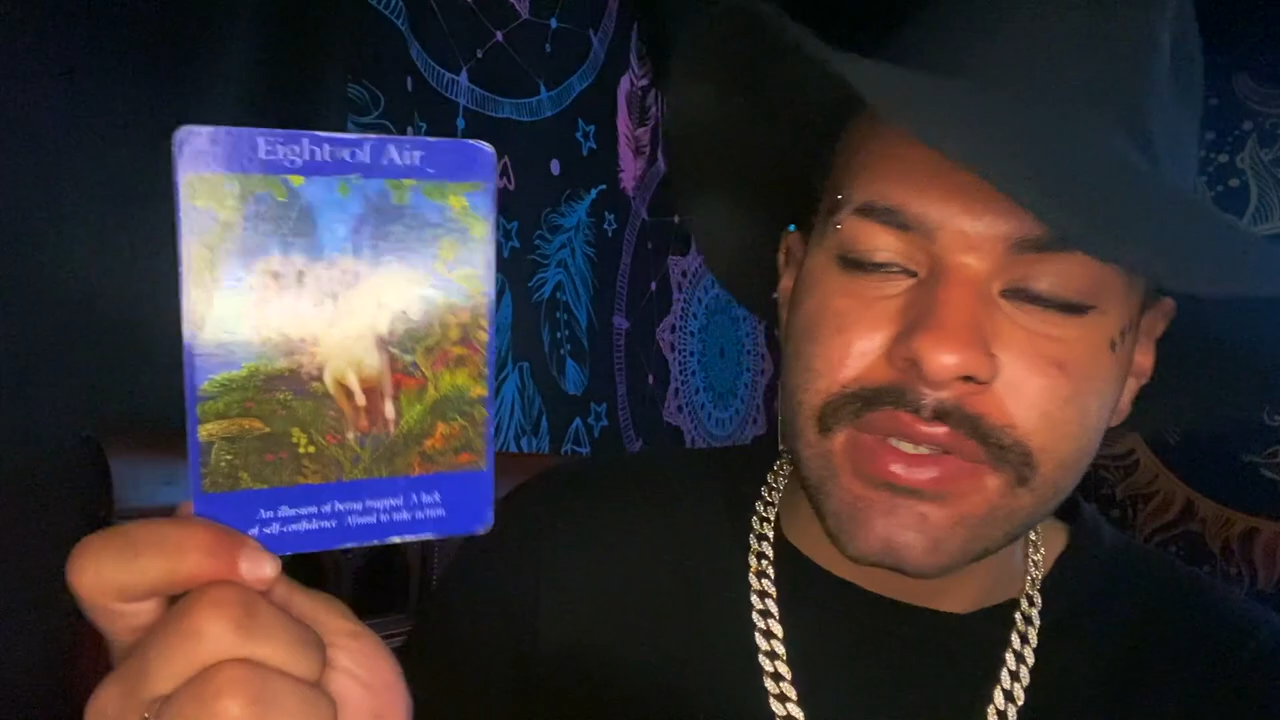 Eight of Air
An illusion of being trapped. A lack
of self-confidence. Afraid to take action.